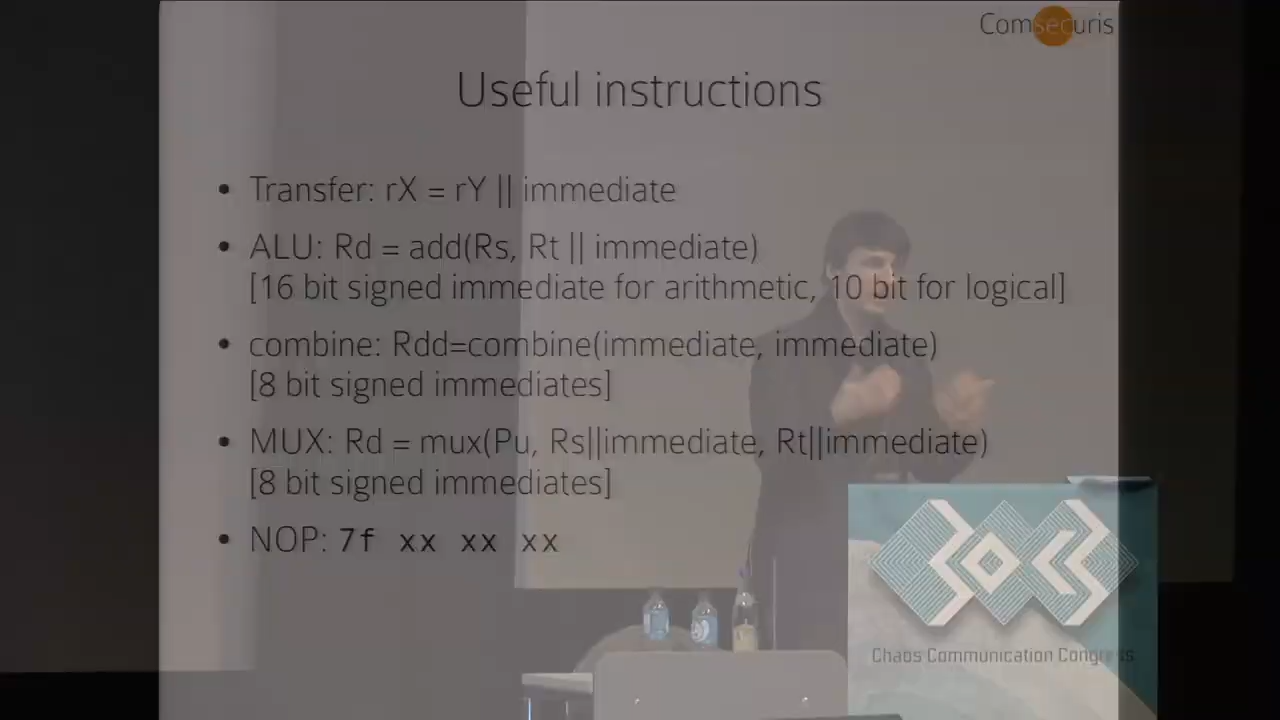 Comsecuris
Useful instructions
• Transfer: rX = rY || immediate
• ALU: Rd = add(Rs, Rt || immediate)
[16 bit signed immediate for arithmetic, 10 bit for logical]
• combine: Rdd=combine(immediate, immediate)
[8 bit signed immediates]
• MUX: Rd = mux(Pu, Rs||immediate, Rt||immediate)
[8 bit signed immediates]
• NOP: 7f xx xx xx
30C3
Chaos Communication Congress